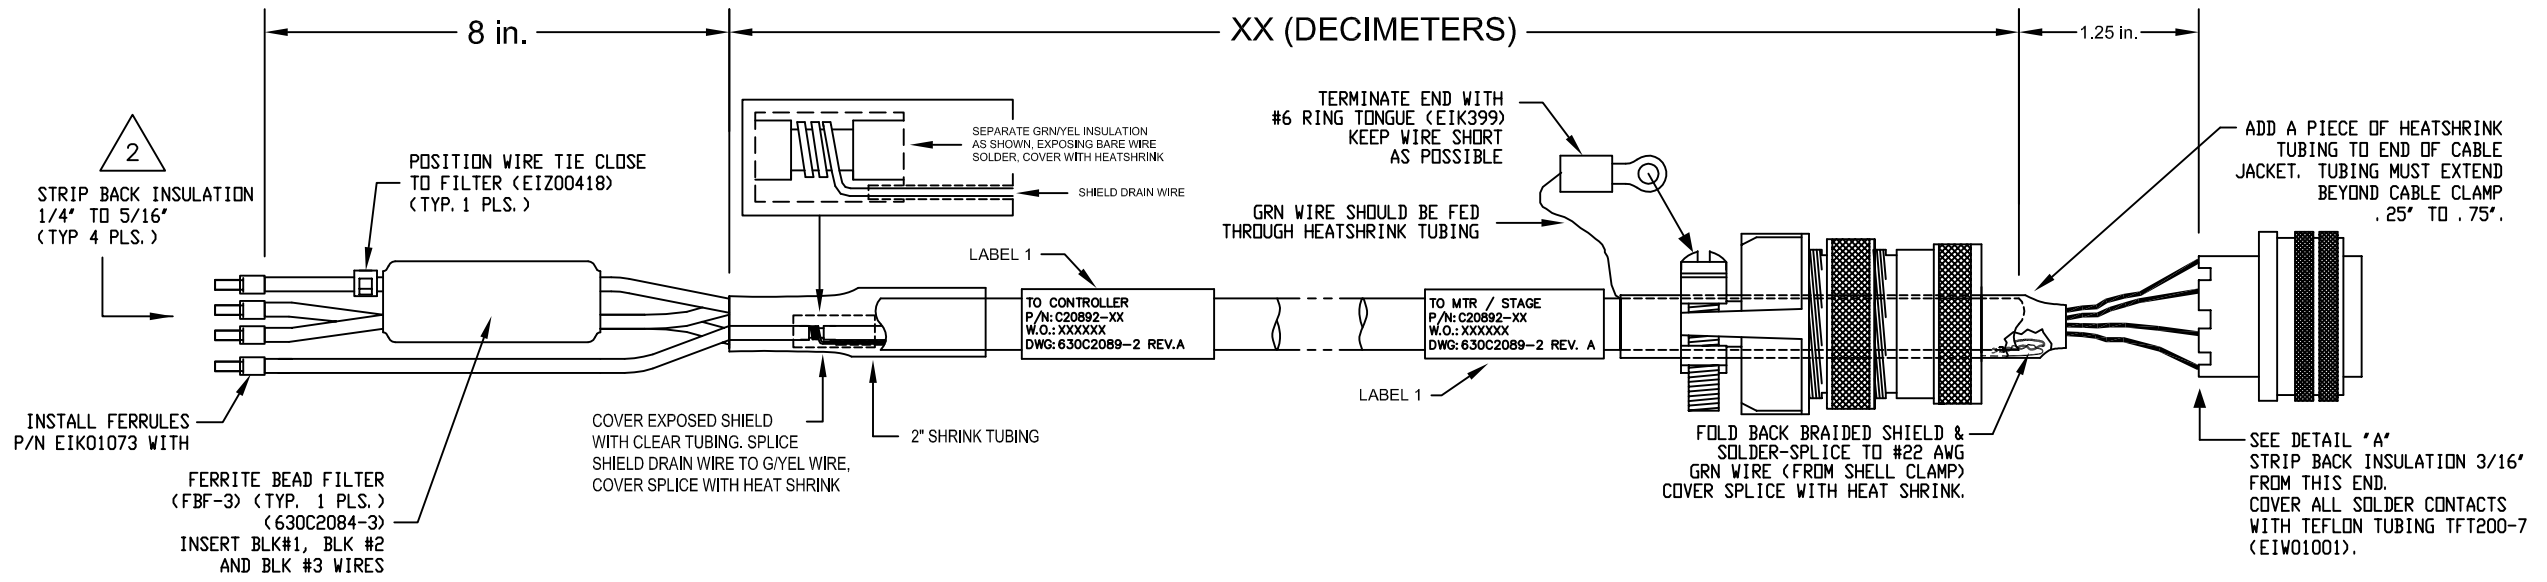 8 in.
XX (DECIMETERS)
1.25 in.
2
STRIP BACK INSULATION
1/4" TO 5/16"
(TYP 4 PLS.)
POSITION WIRE TIE CLOSE
TO FILTER (EIZ00418)
(TYP. 1 PLS.)
SEPARATE GRN/YEL INSULATION
AS SHOWN, EXPOSING BARE WIRE
SOLDER, COVER WITH HEATSHRINK
SHIELD DRAIN WIRE
TERMINATE END WITH
#6 RING TONGUE (EIK399)
KEEP WIRE SHORT
AS POSSIBLE
GRN WIRE SHOULD BE FED
THROUGH HEATSHRINK TUBING
ADD A PIECE OF HEATSHRINK
TUBING TO END OF CABLE
JACKET. TUBING MUST EXTEND
BEYOND CABLE CLAMP
.25" TO .75".
LABEL 1
TO CONTROLLER
P/N: C20892-XX
W.O.: XXXXXX
DWG: 630C2089-2 REV.A
TO MTR / STAGE
P/N: C20892-XX
W.O.: XXXXXX
DWG: 630C2089-2 REV. A
LABEL 1
INSTALL FERRULES
P/N EIK01073 WITH
FERRITE BEAD FILTER
(FBF-3) (TYP. 1 PLS.)
(630C2084-3)
INSERT BLK#1, BLK #2
AND BLK #3 WIRES
COVER EXPOSED SHIELD
WITH CLEAR TUBING. SPLICE
SHIELD DRAIN WIRE TO G/YEL WIRE,
COVER SPLICE WITH HEAT SHRINK
2" SHRINK TUBING
FOLD BACK BRAIDED SHIELD &
SOLDER-SPLICE TO #22 AWG
GRN WIRE (FROM SHELL CLAMP)
COVER SPLICE WITH HEAT SHRINK.
SEE DETAIL "A"
STRIP BACK INSULATION 3/16"
FROM THIS END.
COVER ALL SOLDER CONTACTS
WITH TEFLON TUBING TFT200-7
(EIW01001).